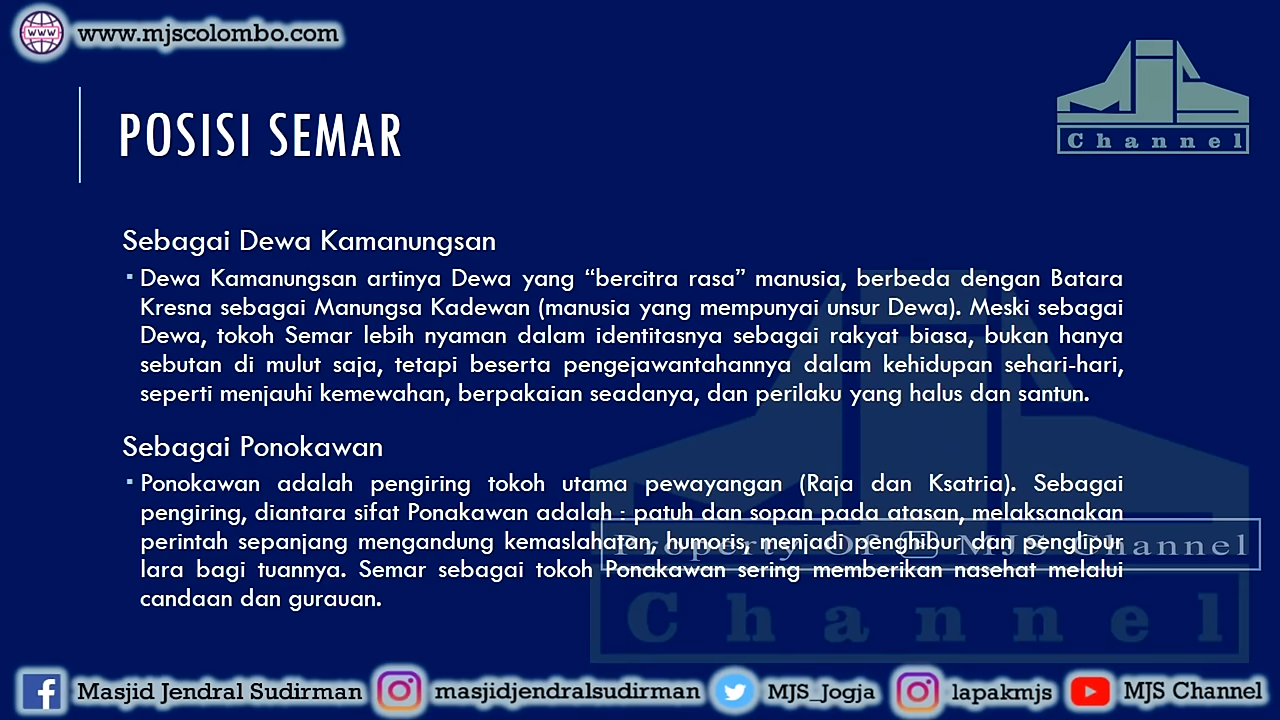 www.mjscolombo.com
MJS
Channel
POSISI SEMAR
Sebagai Dewa Kamanungsan
▪ Dewa Kamanungsan artinya Dewa yang “bercitra rasa” manusia, berbeda dengan Batara
Kresna sebagai Manungsa Kadewan (manusia yang mempunyai unsur Dewa). Meski sebagai
Dewa, tokoh Semar lebih nyaman dalam identitasnya sebagai rakyat biasa, bukan hanya
sebutan di mulut saja, tetapi beserta pengejawantahannya dalam kehidupan sehari-hari,
seperti menjauhi kemewahan, berpakaian seadanya, dan perilaku yang halus dan santun.
Sebagai Ponokawan
▪ Ponokawan adalah pengiring tokoh utama pewayangan (Raja dan Ksatria). Sebagai
pengiring, diantara sifat Ponakawan adalah : patuh dan sopan pada atasan, melaksanakan
perintah sepanjang mengandung kemaslahatan, humoris, menjadi penghibur dan penglipur
lara bagi tuannya. Semar sebagai tokoh Ponakawan sering memberikan nasehat melalui
candaan dan gurauan.
Property Of MJS Channel
Channel
Masjid Jendral Sudirman
masjidjendralsudirman
MJS_Jogja
lapakmjs
MJS Channel